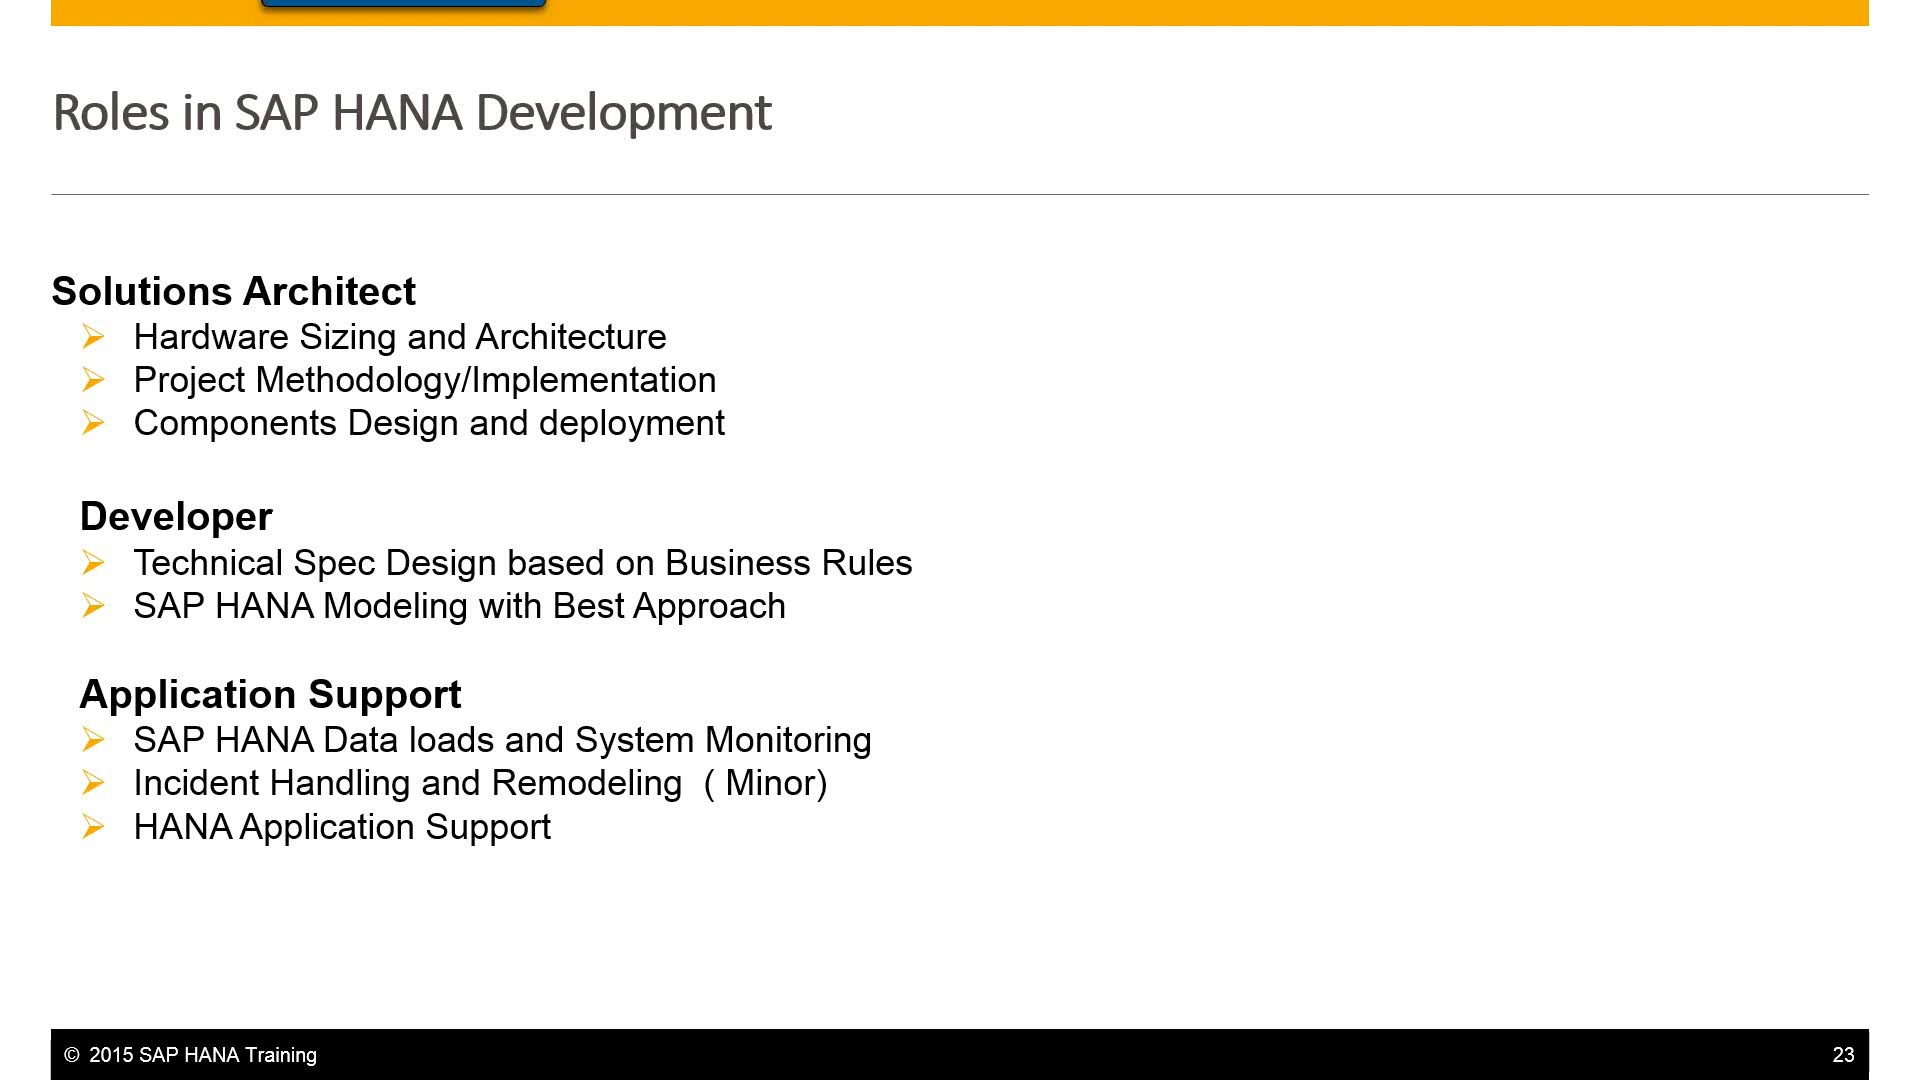 Roles in SAP HANA Development
Solutions Architect
Hardware Sizing and Architecture
Project Methodology/Implementation
Components Design and deployment
Developer
Technical Spec Design based on Business Rules
SAP HANA Modeling with Best Approach
Application Support
SAP HANA Data loads and System Monitoring
Incident Handling and Remodeling  ( Minor)
HANA Application Support
© 2015 SAP HANA Training
23